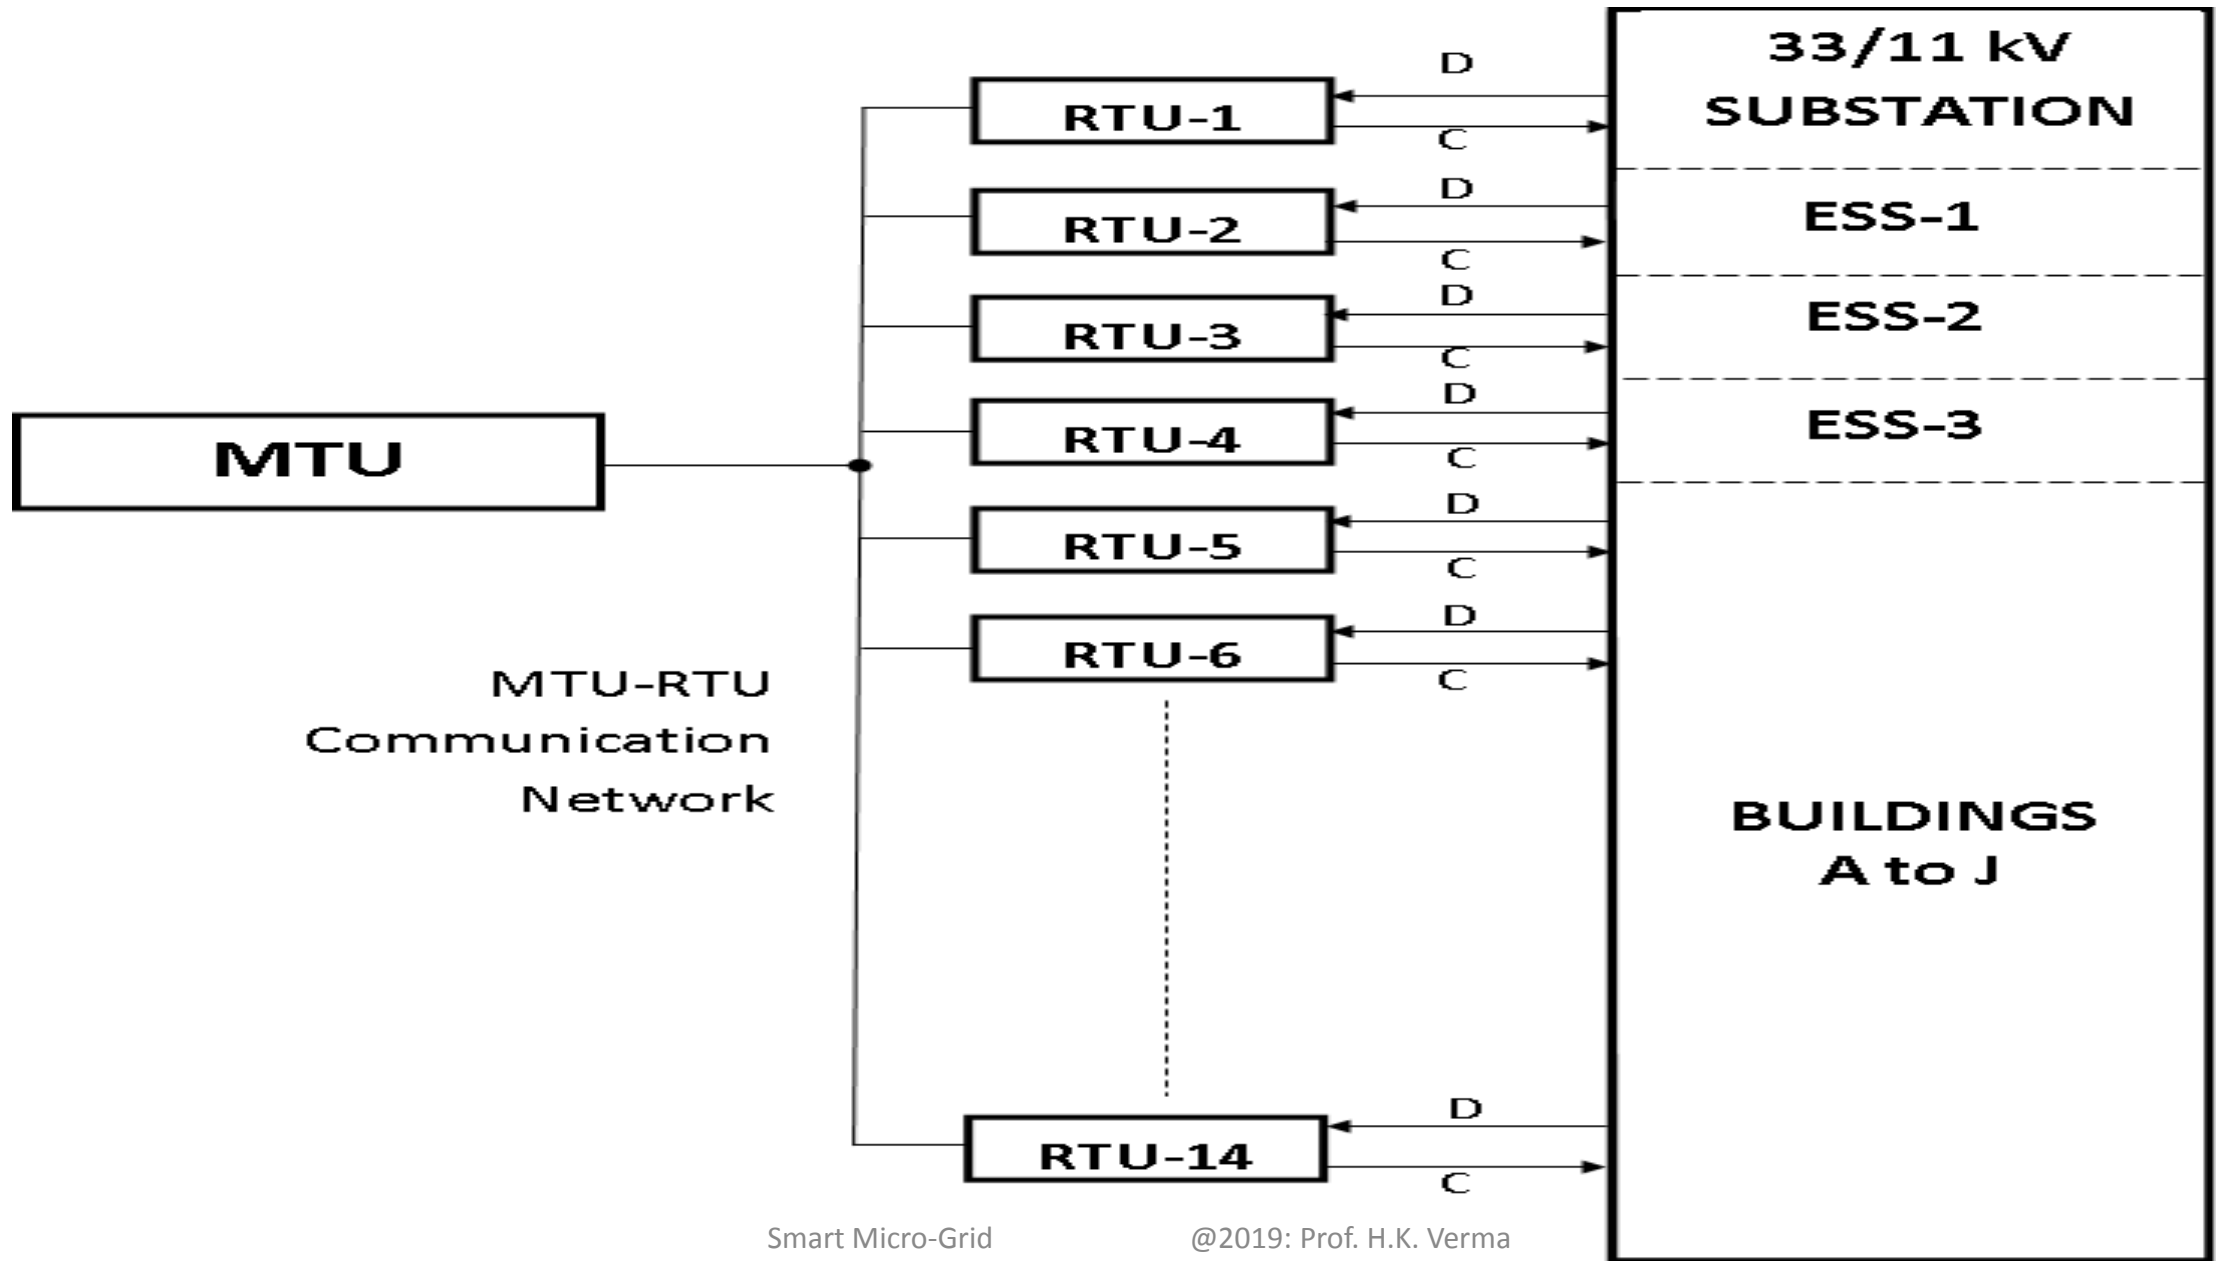 33/11 kV
SUBSTATION
D
RTU-1
C
D
RTU-2
C
ESS-1
D
RTU-3
C
ESS-2
D
RTU-4
C
ESS-3
MTU
D
RTU-5
C
D
RTU-6
C
MTU-RTU
Communication
Network
BUILDINGS
A to J
D
RTU-14
C
Smart Micro-Grid @2019: Prof. H.K. Verma